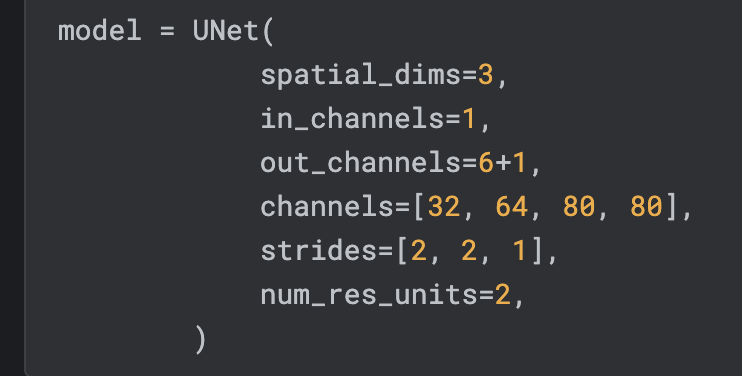 model = UNet(
spatial_dims=3,
in_channels=1,
out_channels=6+1,
channels=[32, 64, 80, 80],
strides=[2, 2, 1],
num_res_units=2,
)